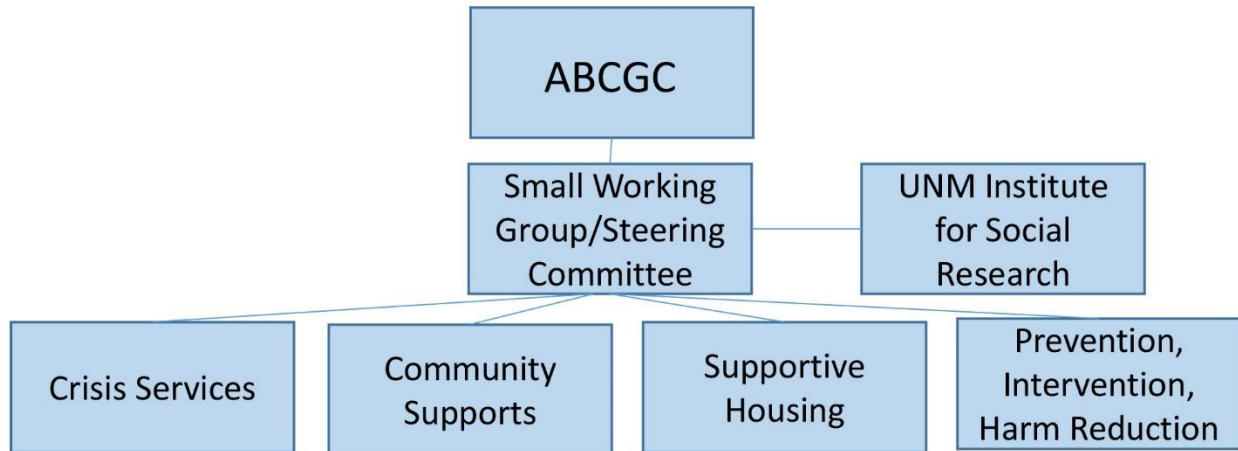 ABCGC
Small Working
Group/Steering
Committee
UNM Institute
for Social
Research
Crisis Services
Community
Supports
Supportive
Housing
Prevention,
Intervention,
Harm Reduction